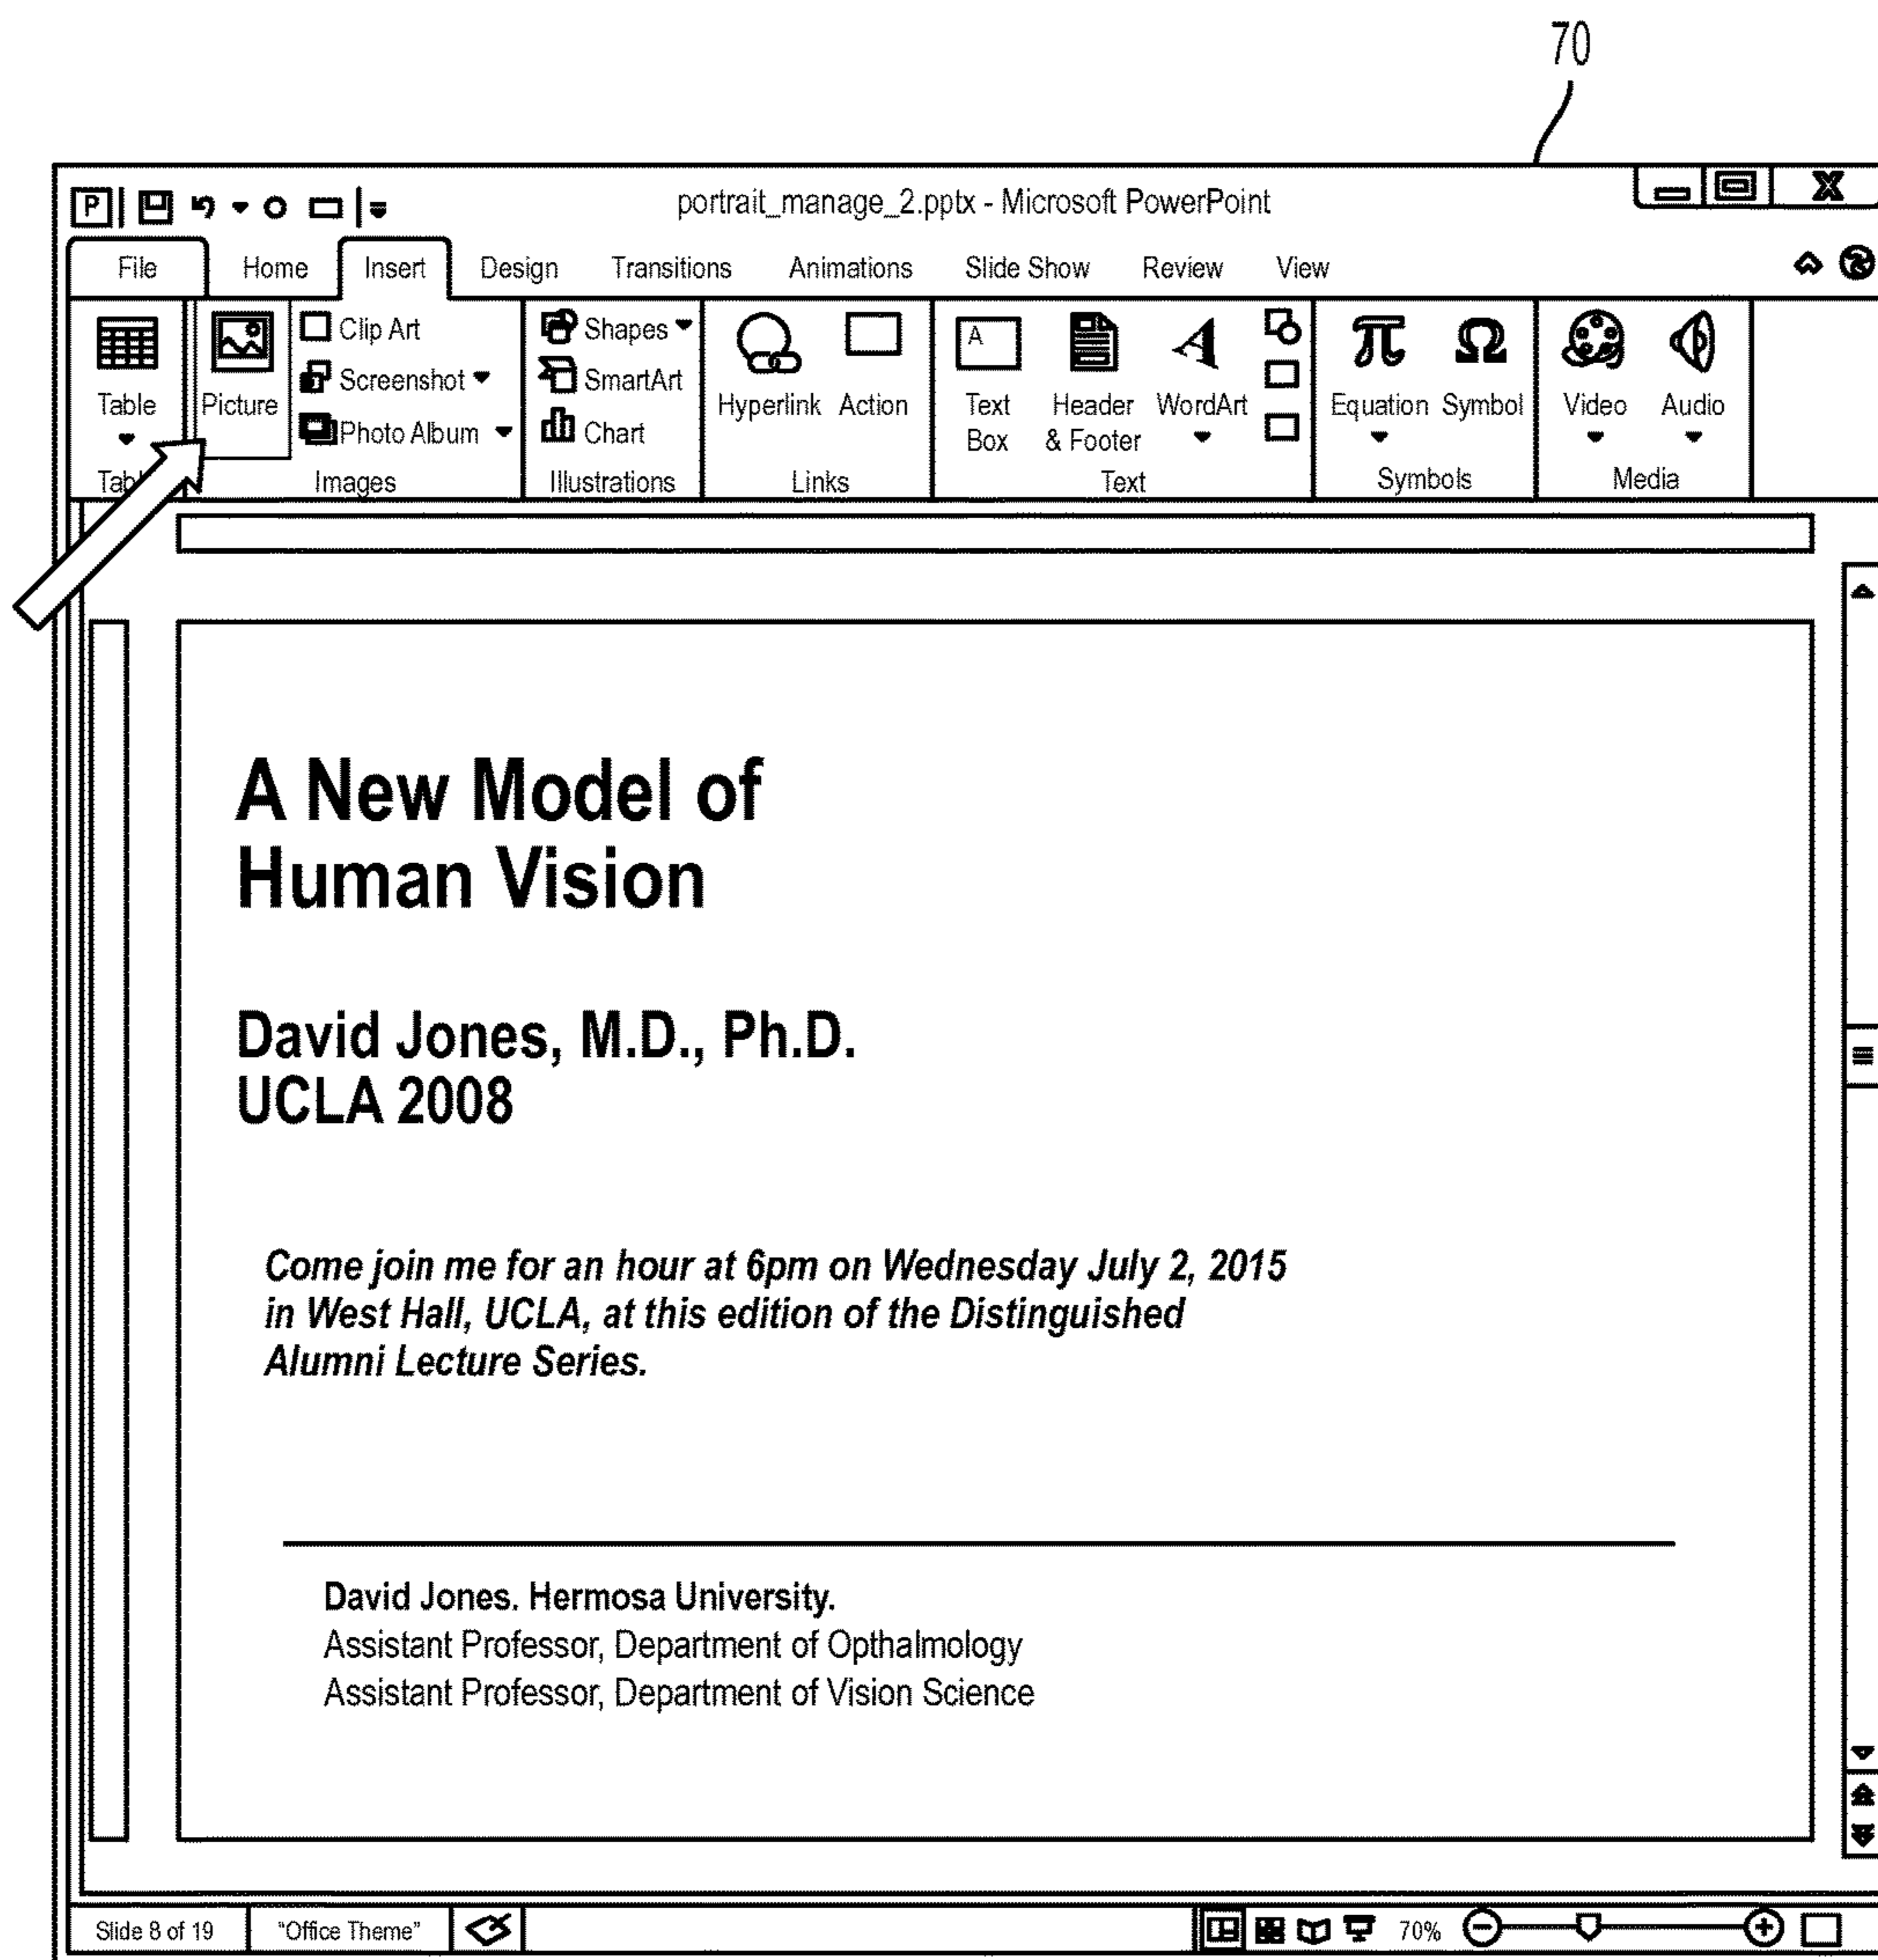 70
portrait_manage_2.pptx - Microsoft PowerPoint
P
File Home Insert Design Transitions Animations Slide Show Review View
Table
Picture
Clip Art
Screenshot
Photo Album
Images
Shapes
SmartArt
Chart
Illustrations
Hyperlink Action
Links
A
Text
Box
Header
& Footer
A
WordArt
Text
π Ω
Equation Symbol
Symbols
Video Audio
Media
A New Model of
Human Vision
David Jones, M.D., Ph.D.
UCLA 2008
Come join me for an hour at 6pm on Wednesday July 2, 2015
in West Hall, UCLA, at this edition of the Distinguished
Alumni Lecture Series.
David Jones. Hermosa University.
Assistant Professor, Department of Opthalmology
Assistant Professor, Department of Vision Science
Slide 8 of 19 "Office Theme" 70%